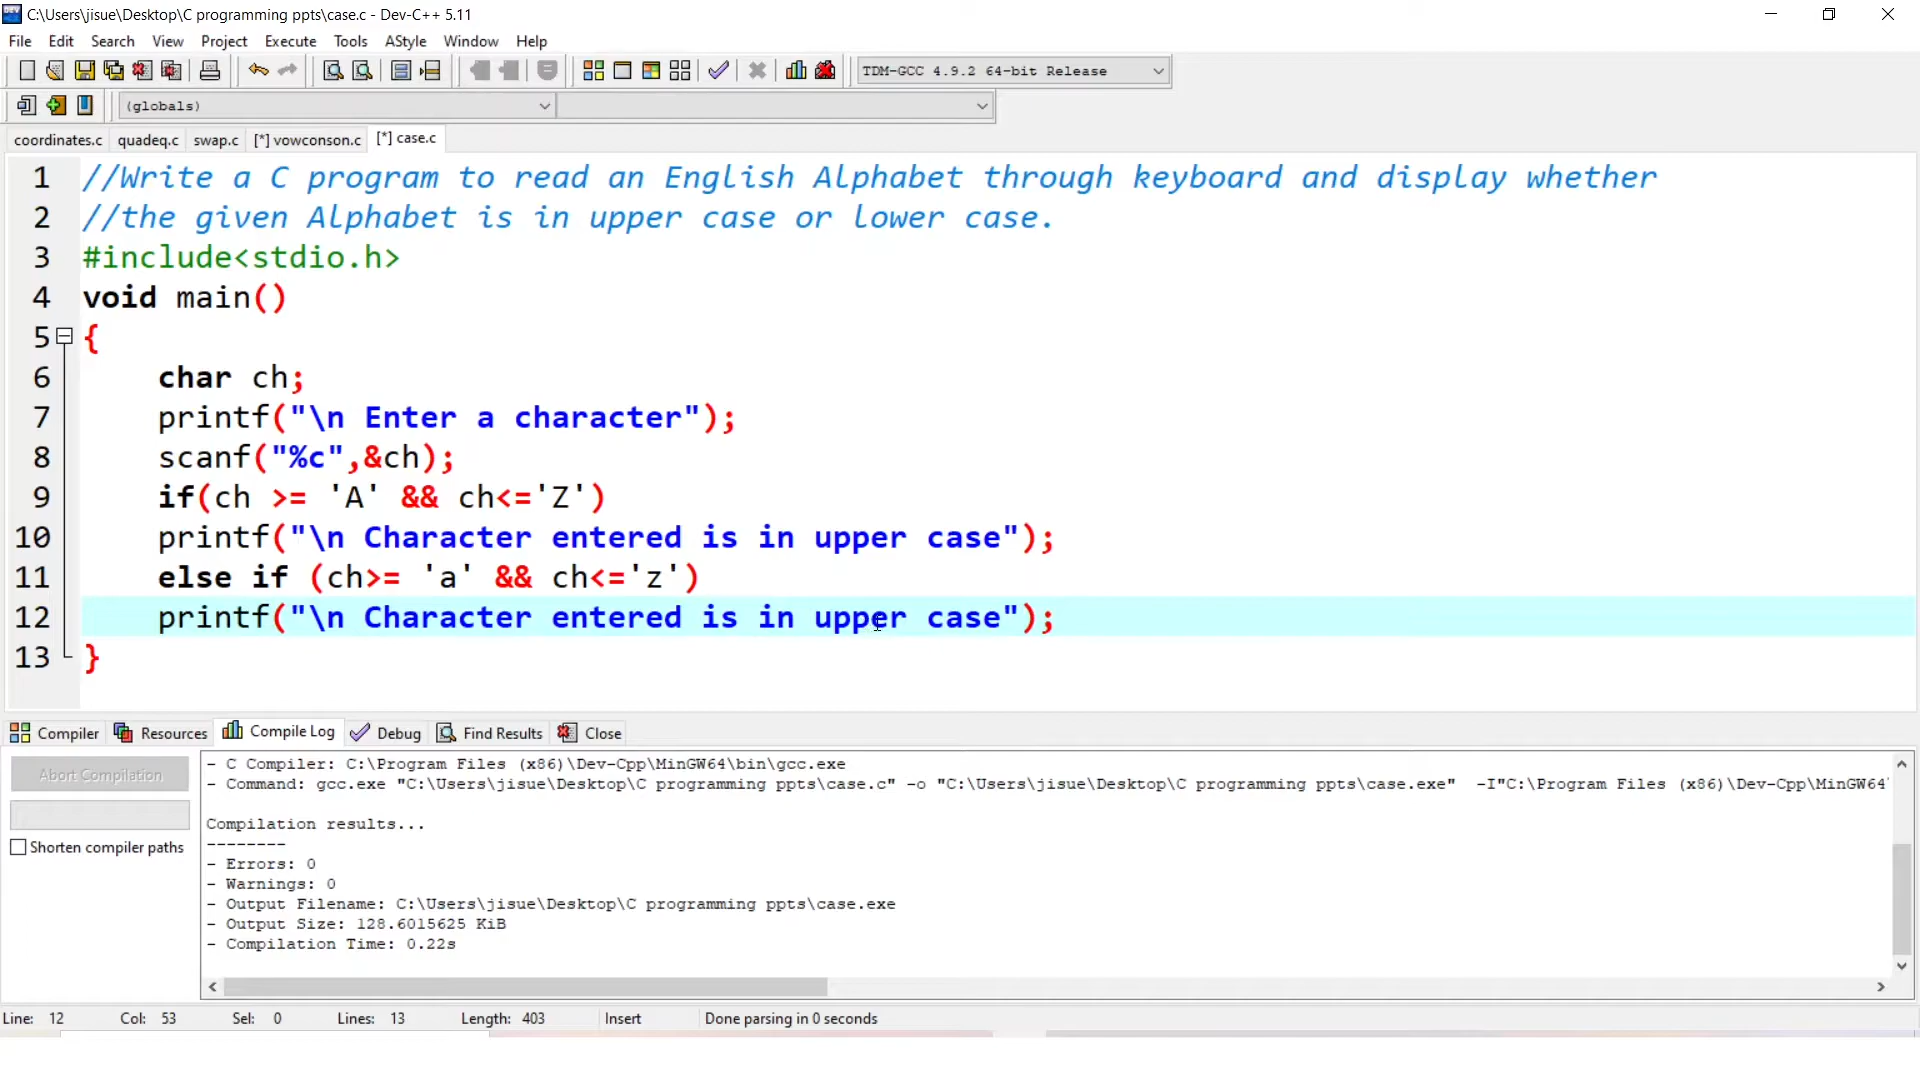 C:\Users\jisue\Desktop\C programming ppts\case.c - Dev-C++ 5.11
File Edit Search View Project Execute Tools AStyle Window Help
TDM-GCC 4.9.2 64-bit Release
(globals)
coordinates.c quadeq.c swap.c [*] vowconson.c [*] case.c
1 //Write a C program to read an English Alphabet through keyboard and display whether
2 //the given Alphabet is in upper case or lower case.
3 #include<stdio.h>
4 void main()
5 {
6 char ch;
7 printf("\n Enter a character");
8 scanf("%c",&ch);
9 if(ch >= 'A' && ch<='Z')
10 printf("\n Character entered is in upper case");
11 else if (ch>= 'a' && ch<='z')
12 printf("\n Character entered is in upper case");
13 }
Compiler Resources Compile Log Debug Find Results Close
Abort Compilation
Shorten compiler paths
- C Compiler: C:\Program Files (x86)\Dev-Cpp\MinGW64\bin\gcc.exe
- Command: gcc.exe "C:\Users\jisue\Desktop\C programming ppts\case.c" -o "C:\Users\jisue\Desktop\C programming ppts\case.exe" -I"C:\Program Files (x86)\Dev-Cpp\MinGW64
Compilation results...
--------
- Errors: 0
- Warnings: 0
- Output Filename: C:\Users\jisue\Desktop\C programming ppts\case.exe
- Output Size: 128.6015625 KiB
- Compilation Time: 0.22s
Line: 12 Col: 53 Sel: 0 Lines: 13 Length: 403 Insert Done parsing in 0 seconds